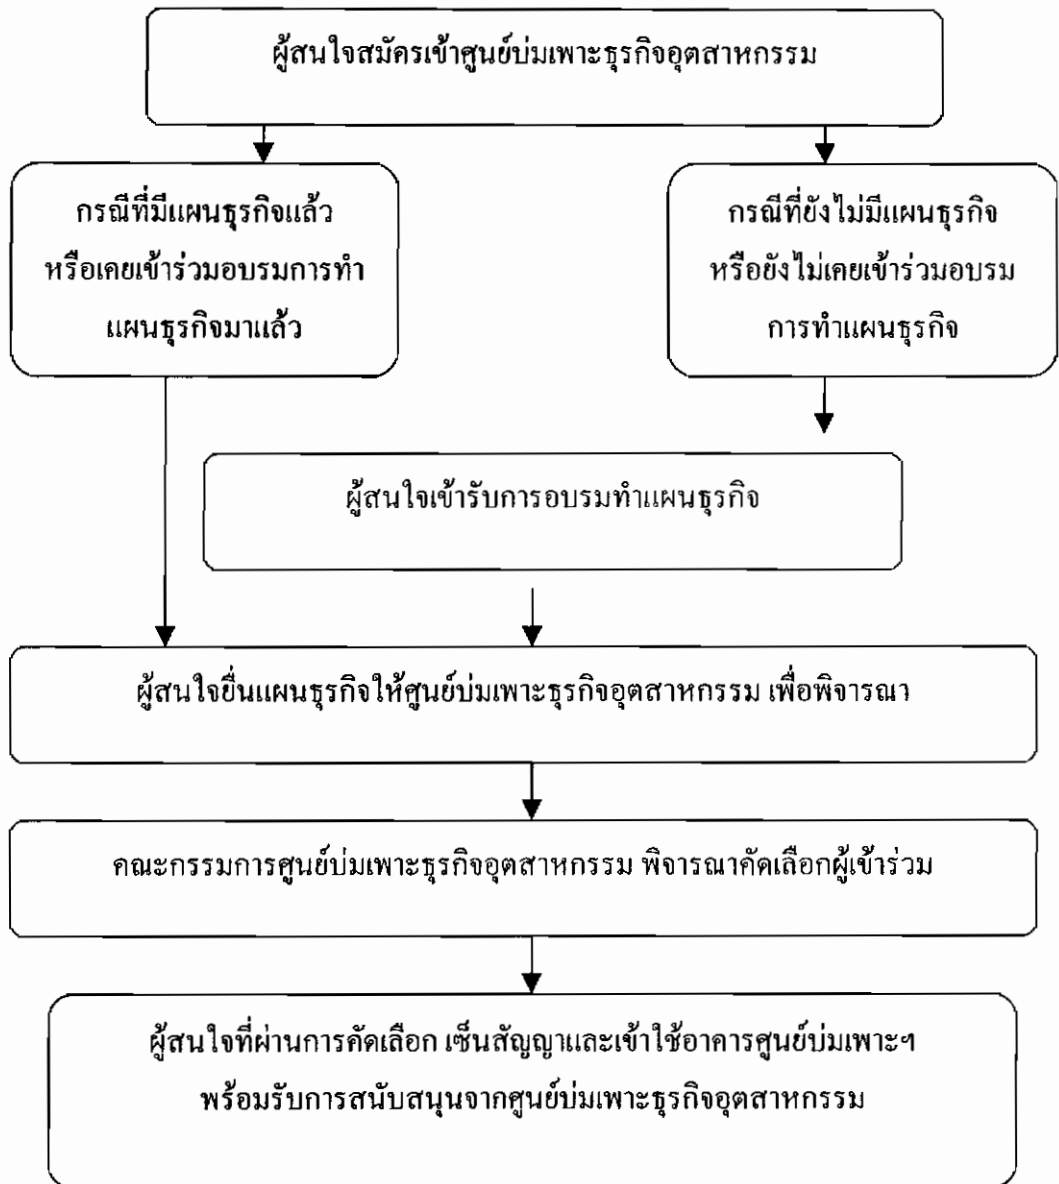 ผู้สนใจสมัครเข้าศูนย์บ่มเพาะธุรกิจอุตสาหกรรม
กรณีที่มีแผนธุรกิจแล้ว
หรือเคยเข้าร่วมอบรมการทำ
แผนธุรกิจมาแล้ว
กรณีที่ยังไม่มีแผนธุรกิจ
หรือยังไม่เคยเข้าร่วมอบรม
การทำแผนธุรกิจ
ผู้สนใจเข้ารับการอบรมทำแผนธุรกิจ
ผู้สนใจยื่นแผนธุรกิจให้ศูนย์บ่มเพาะธุรกิจอุตสาหกรรม เพื่อพิจารณา
คณะกรรมการศูนย์บ่มเพาะธุรกิจอุตสาหกรรม พิจารณาคัดเลือกผู้เข้าร่วม
ผู้สนใจที่ผ่านการคัดเลือก เซ็นสัญญาและเข้าใช้อาคารศูนย์บ่มเพาะฯ
พร้อมรับการสนับสนุนจากศูนย์บ่มเพาะธุรกิจอุตสาหกรรม